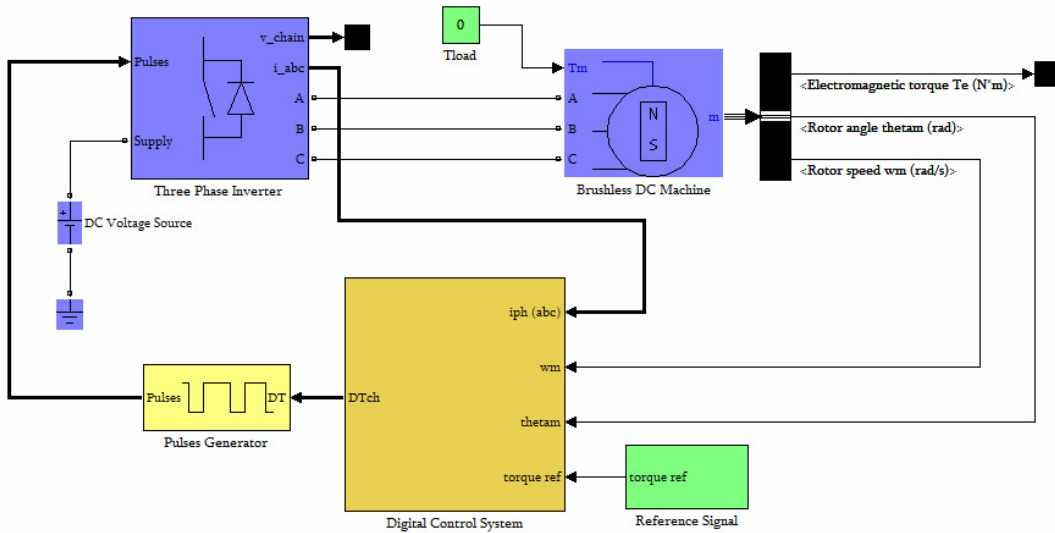 v_chain
0
Pulses
i_abc
Tload
Tm
<Electromagnetic torque Te (N*m)>
A
A
N
m
B
B
<Rotor angle thetam (rad)>
Supply
S
C
C
<Rotor speed wm (rad/s)>
Three Phase Inverter
Brushless DC Machine
+
DC Voltage Source
iph (abc)
wm
Pulses
DT
DTch
thetam
Pulses Generator
torque ref
torque ref
Digital Control System
Reference Signal